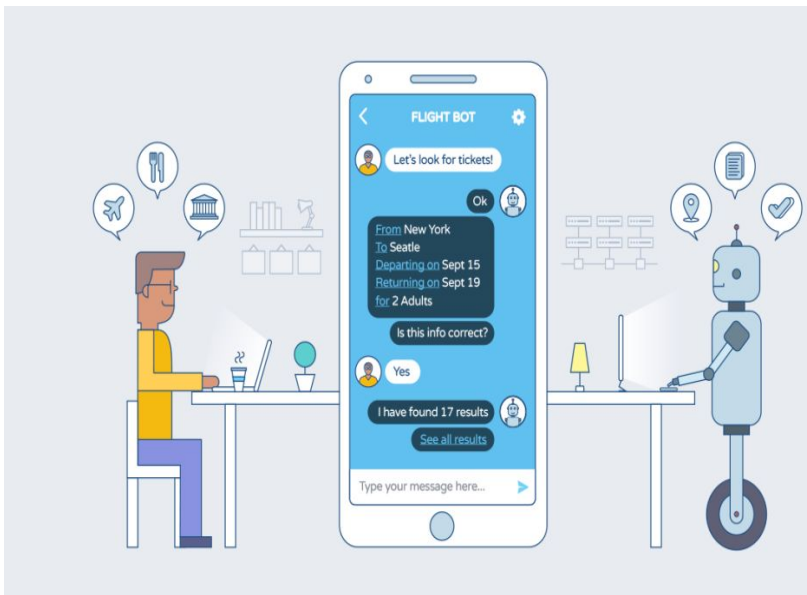 FLIGHT BOT
Let's look for tickets!
Ok
From New York
To Seatle
Departing on Sept 15
Returning on Sept 19
for 2 Adults
Is this info correct?
Yes
I have found 17 results
See all results
Type your message here...